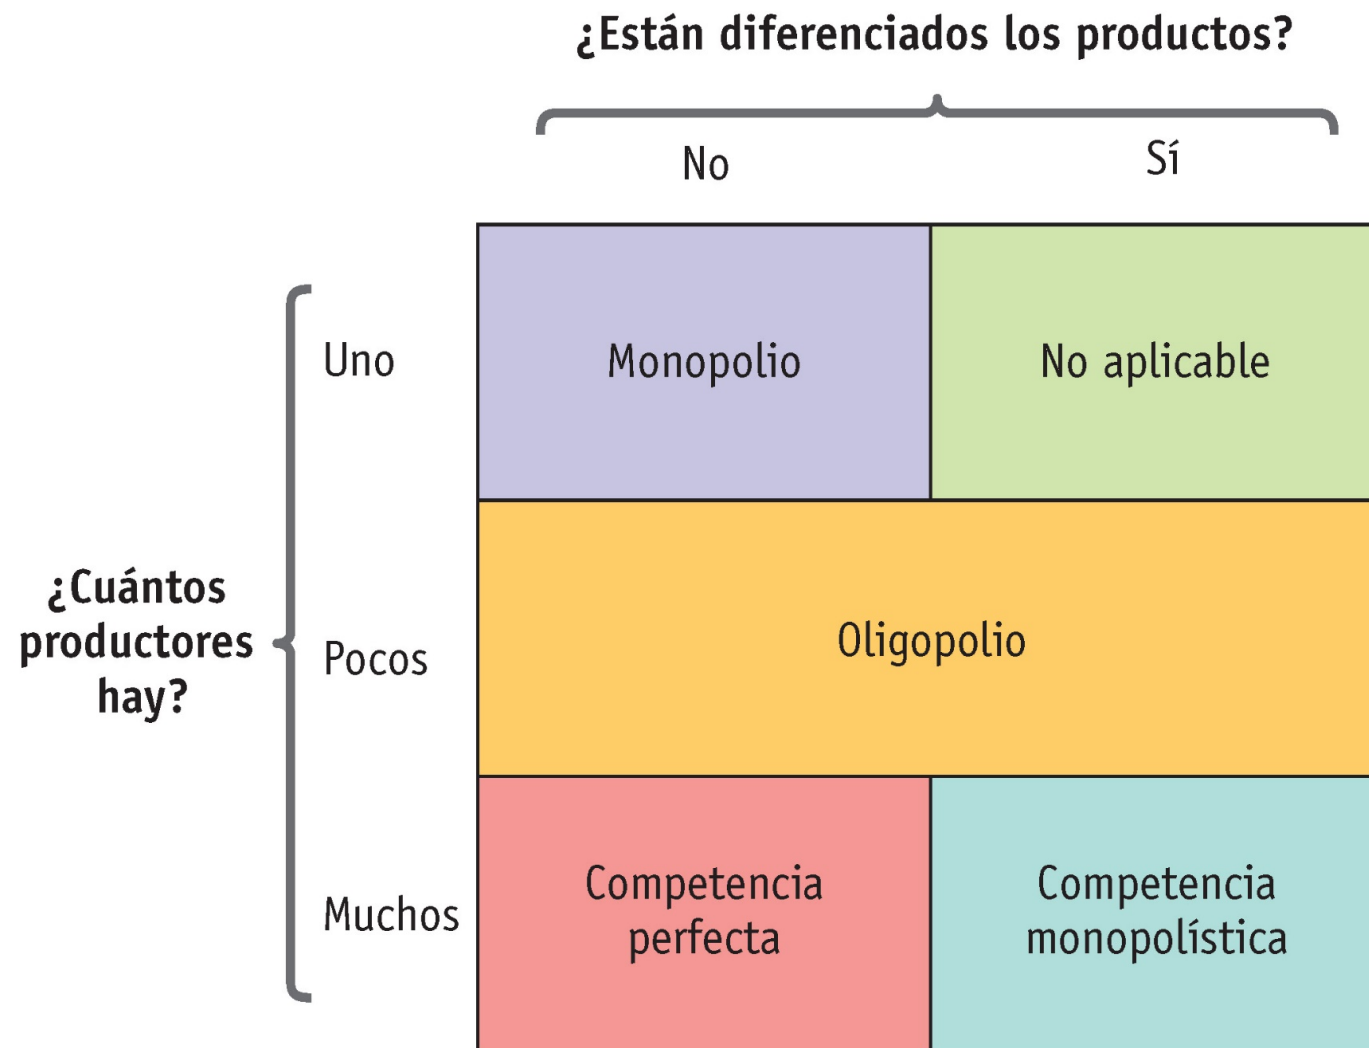 ¿Están diferenciados los productos?
No
Sí
Uno
Monopolio
No aplicable
¿Cuántos
productores
hay?
Pocos
Oligopolio
Muchos
Competencia
perfecta
Competencia
monopolística